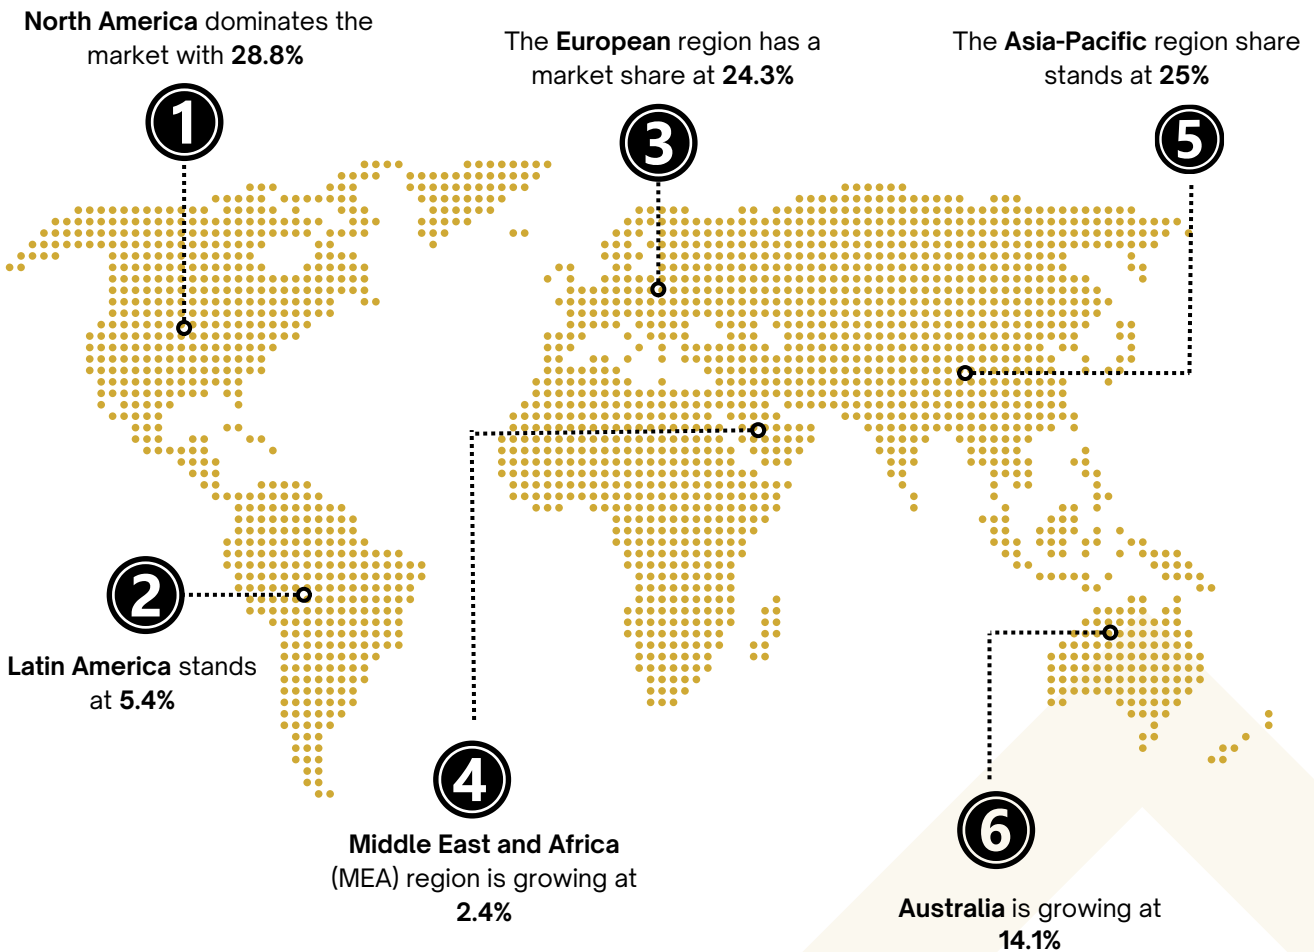 North America dominates the
market with 28.8%
1
The European region has a
market share at 24.3%
3
The Asia-Pacific region share
stands at 25%
5
2
Latin America stands
at 5.4%
4
Middle East and Africa
(MEA) region is growing at
2.4%
6
Australia is growing at
14.1%